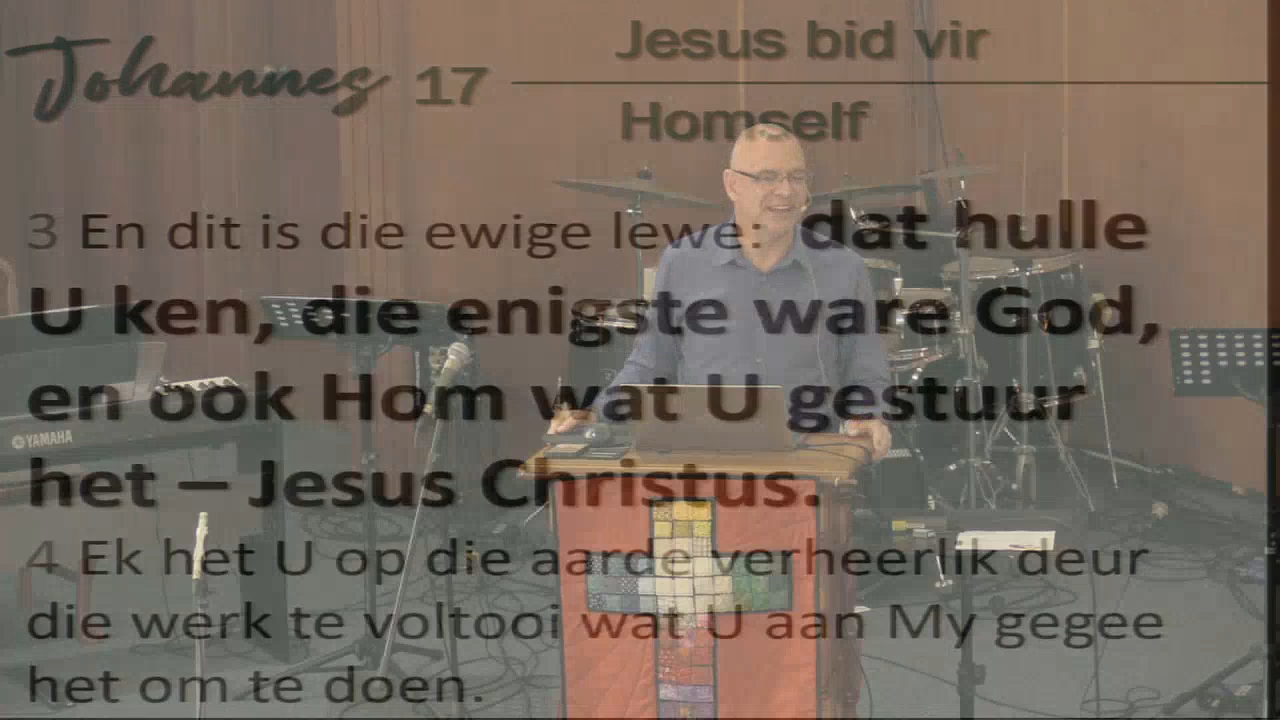 Johannes 17
Jesus bid vir
Homself
3 En dit is die ewige lewe: dat hulle
U ken, die enigste ware God,
en ook Hom wat U gestuur
het – Jesus Christus.
4 Ek het U op die aarde verheerlik deur
die werk te voltooi wat U aan My gegee
het om te doen.
YAMAHA